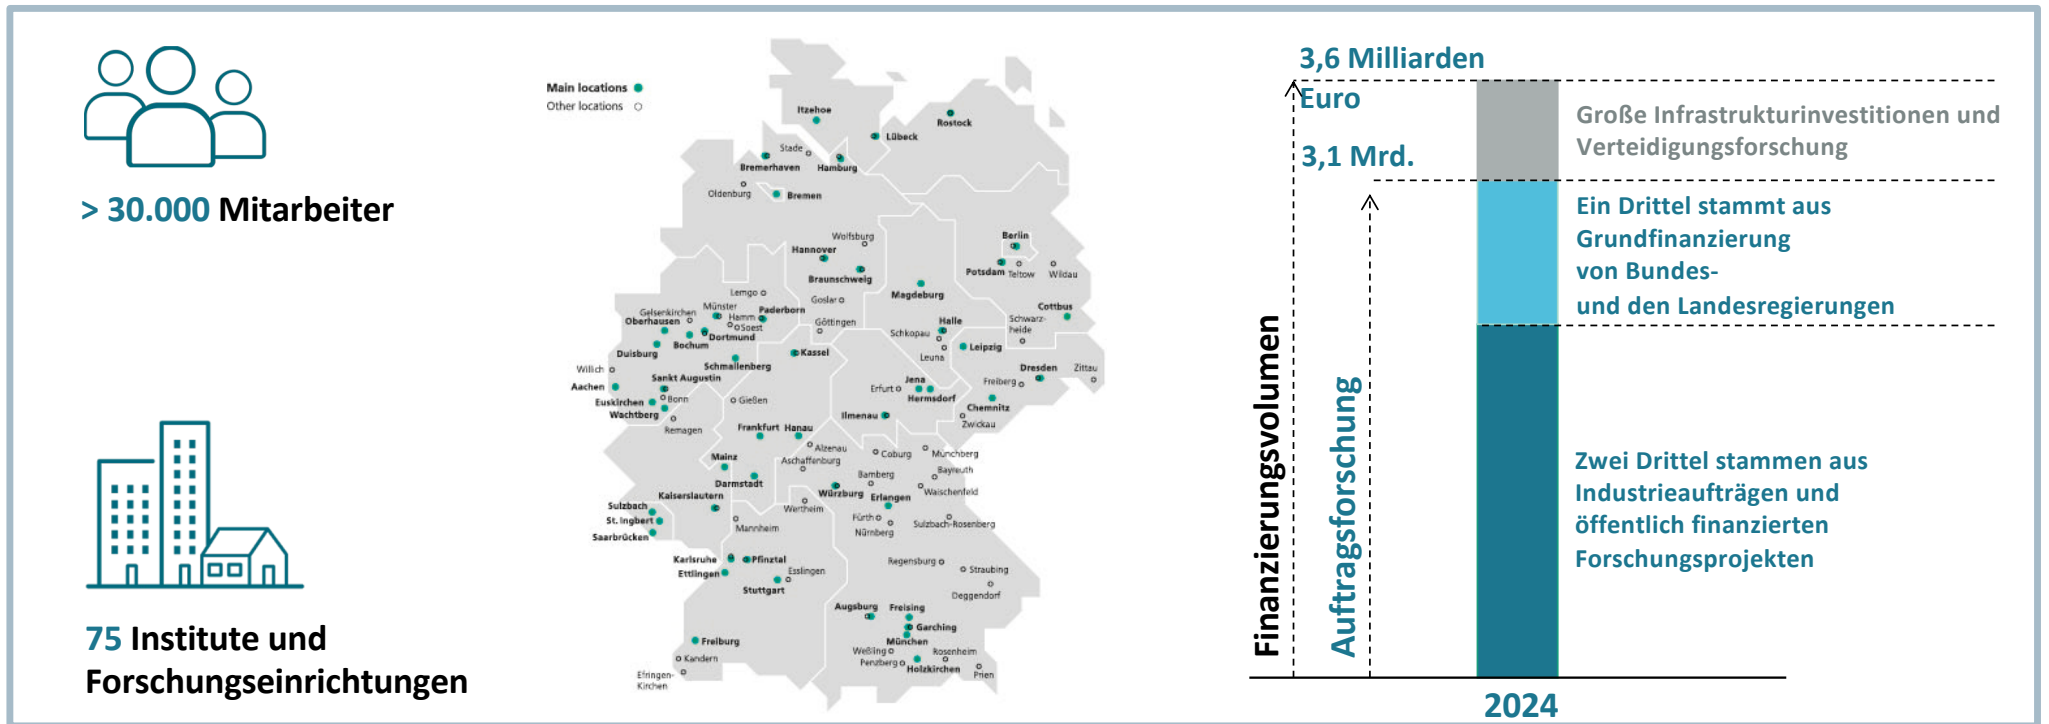 > 30.000 Mitarbeiter
75 Institute und
Forschungseinrichtungen
Main locations
Other locations
Itzehoe
Rostock
Lübeck
Stade
Bremerhaven
Hamburg
Oldenburg
Bremen
Wolfsburg
Hannover
Braunschweig
Berlin
Potsdam
Teltow
Wildau
Magdeburg
Cottbus
Lemgo
Goslar
Gelsenkirchen
Münster
Hamm
Paderborn
Oberhausen
Soest
Göttingen
Dortmund
Bochum
Duisburg
Schmallenberg
Kassel
Halle
Schkopau
Schwarz-
heide
Leuna
Leipzig
Willich
Aachen
Sankt Augustin
Bonn
Euskirchen
Wachtberg
Remagen
Gießen
Erfurt
Jena
Hermsdorf
Ilmenau
Dresden
Zittau
Freiberg
Chemnitz
Zwickau
Frankfurt
Hanau
Alzenau
Aschaffenburg
Mainz
Darmstadt
Coburg
Münchberg
Bamberg
Bayreuth
Waischenfeld
Kaiserslautern
Würzburg
Erlangen
Wertheim
Fürth
Nürnberg
Sulzbach-Rosenberg
Sulzbach
St. Ingbert
Saarbrücken
Mannheim
Karlsruhe
Pfinztal
Ettlingen
Esslingen
Stuttgart
Regensburg
Straubing
Deggendorf
Augsburg
Freising
Garching
München
Freiburg
Kandern
Efringen-
Kirchen
Weßling
Penzberg
Rosenheim
Holzkirchen
Prien
Finanzierungsvolumen
Auftragsforschung
3,6 Milliarden
Euro
3,1 Mrd.
Große Infrastrukturinvestitionen und
Verteidigungsforschung
Ein Drittel stammt aus
Grundfinanzierung
von Bundes-
und den Landesregierungen
Zwei Drittel stammen aus
Industrieaufträgen und
öffentlich finanzierten
Forschungsprojekten
2024